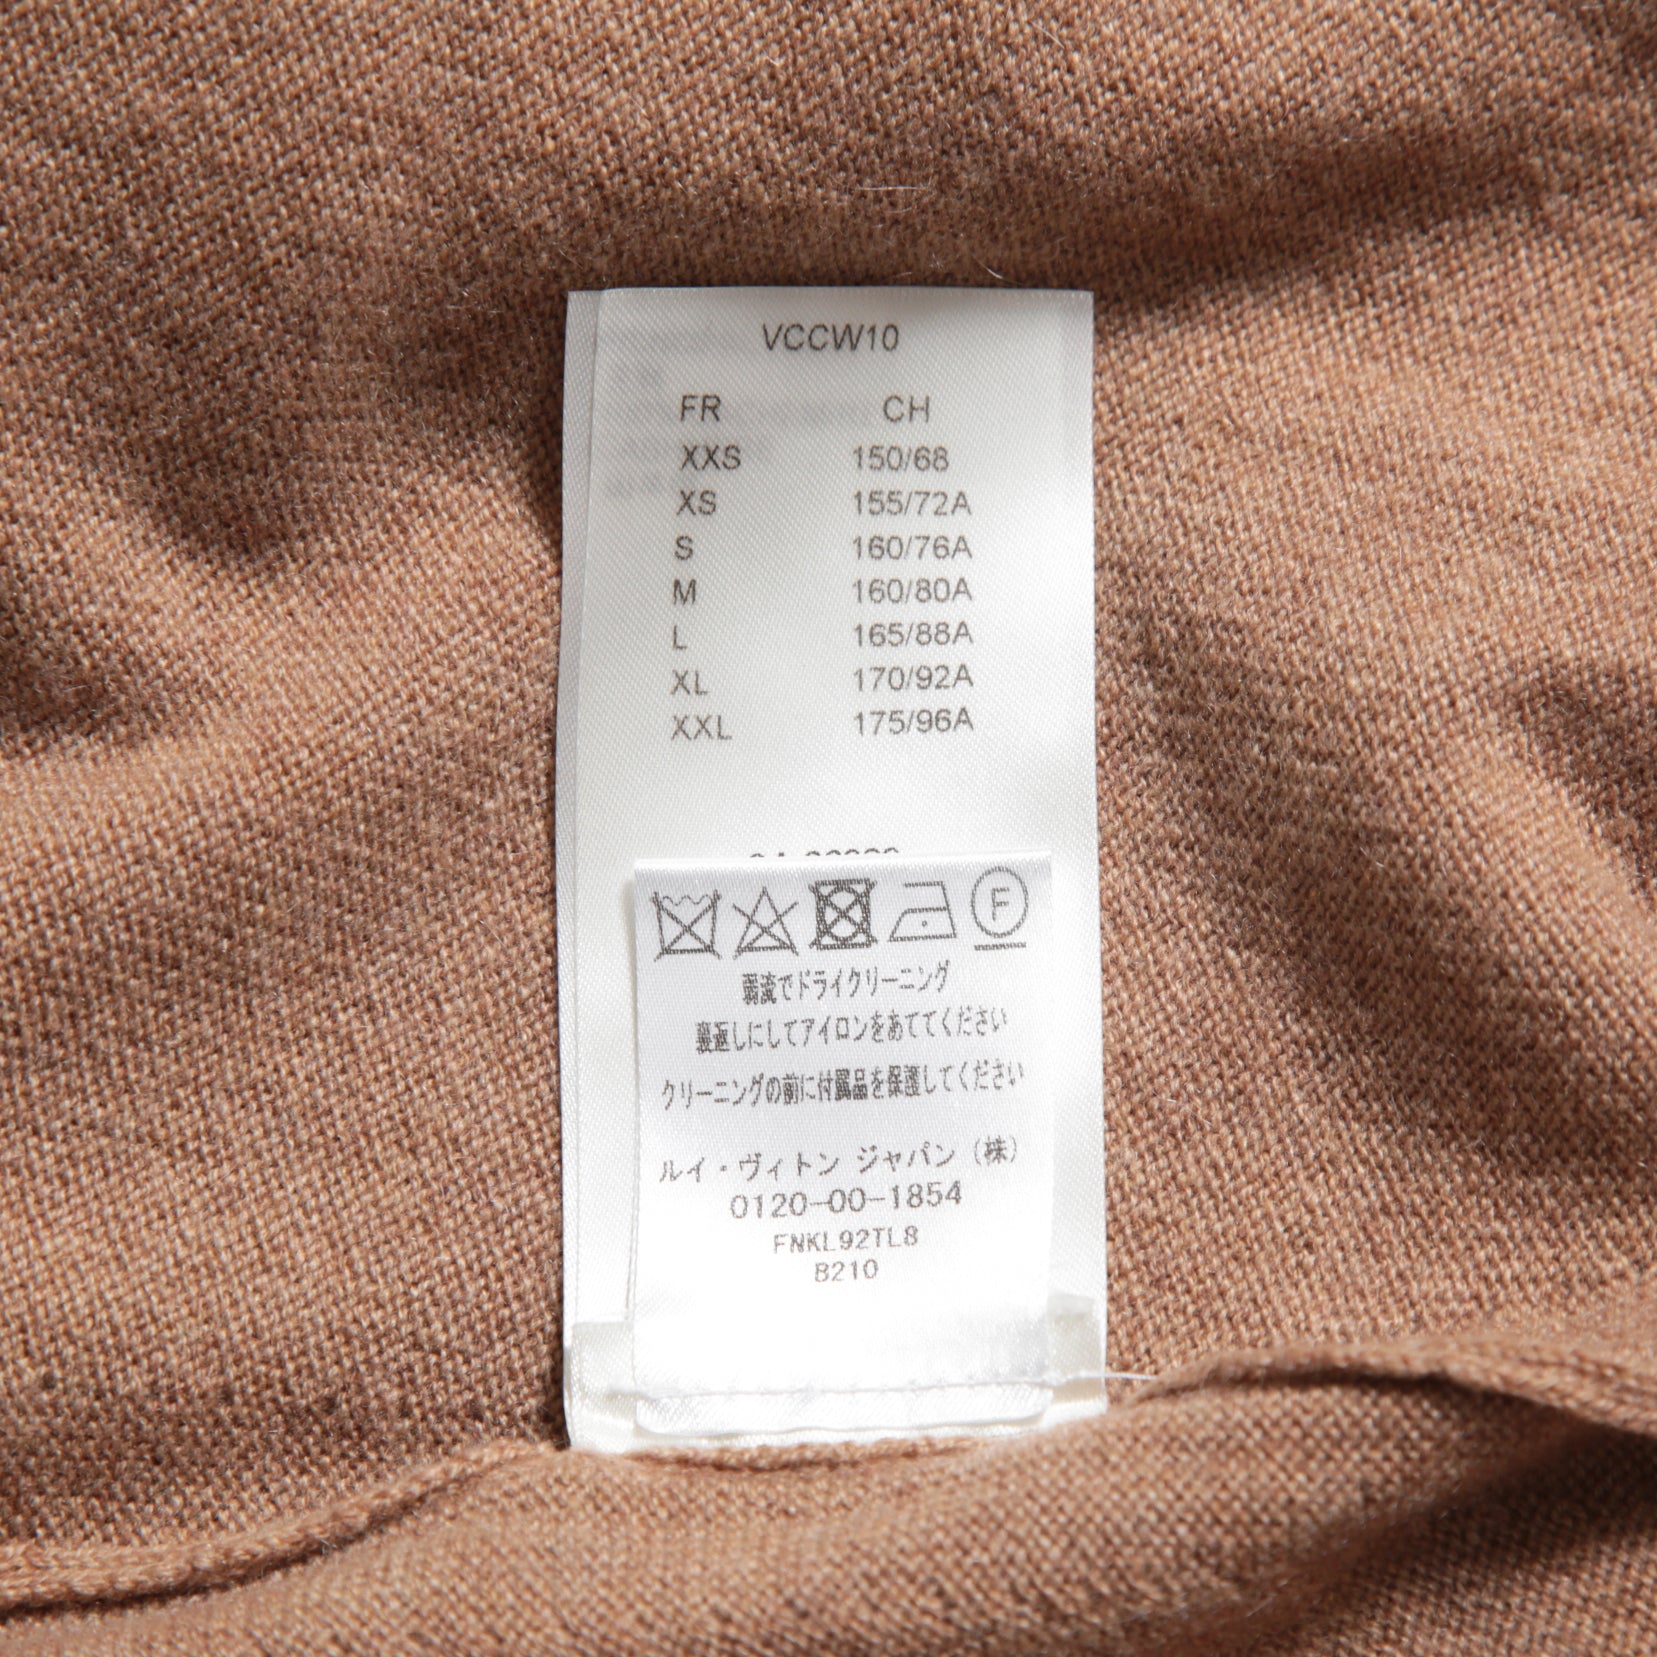 VCCW10
FR CH
XXS 150/68
XS 155/72A
S 160/76A
M 160/80A
L 165/88A
XL 170/92A
XXL 175/96A
F
弱流でドライクリーニング
裏返しにしてアイロンをあててください
クリーニングの前に付属品を保護してください
ルイ・ヴィトン ジャパン (株)
0120-00-1854
FNKL92TL8
B210